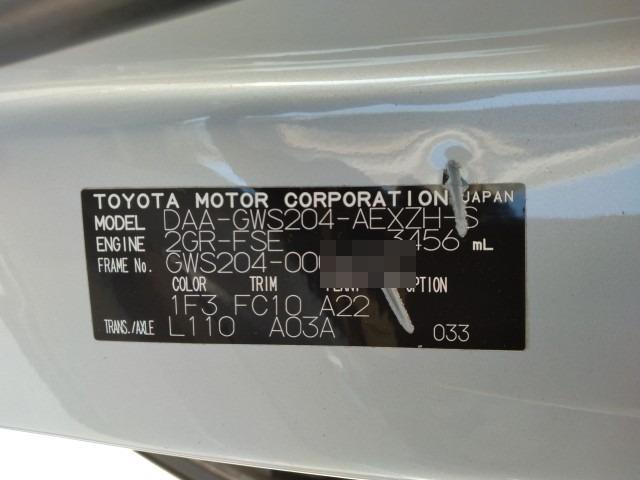 TOYOTA MOTOR CORPORATION JAPAN
MODEL DAA-GWS204-AEXZH-S
ENGINE 2GR-FSE 3456 mL
FRAME No. GWS204-00
COLOR TRIM OPTION
1F3 FC10 A22
TRANS./AXLE L110 A03A 033